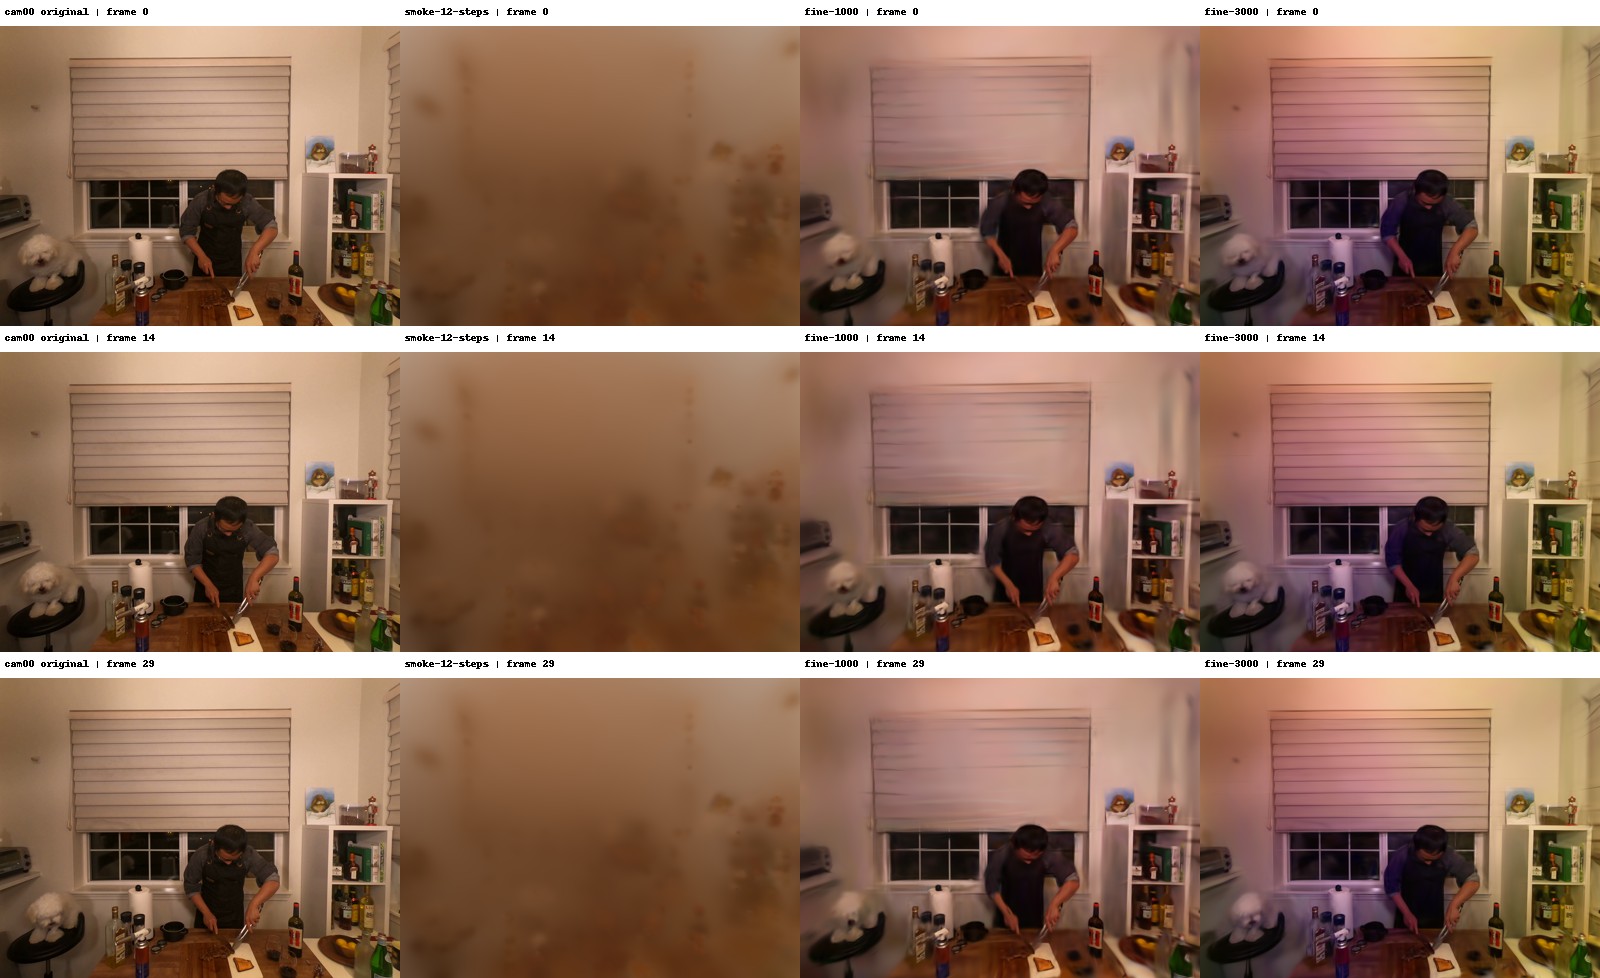 cam00 original | frame 0
smoke-12-steps | frame 0
fine-1000 | frame 0
fine-3000 | frame 0
cam00 original | frame 14
smoke-12-steps | frame 14
fine-1000 | frame 14
fine-3000 | frame 14
cam00 original | frame 29
smoke-12-steps | frame 29
fine-1000 | frame 29
fine-3000 | frame 29